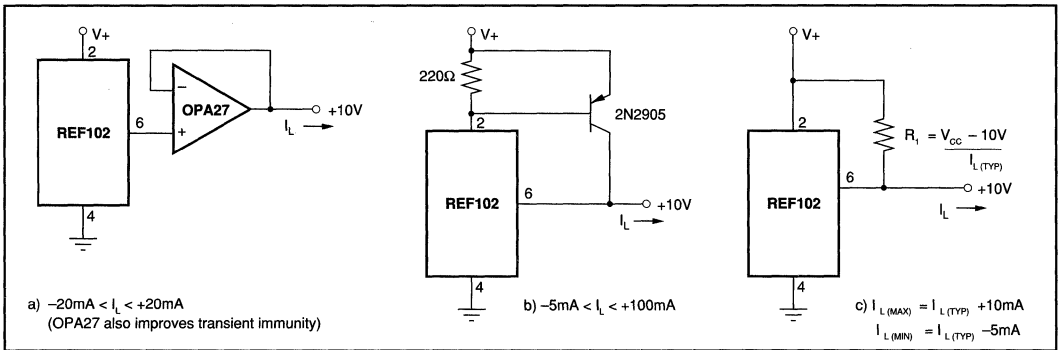 V+
2
REF102
6
4
−
+
OPA27
+10V
I_L
a) −20mA < I_L < +20mA
(OPA27 also improves transient immunity)
V+
220Ω
2N2905
2
REF102
6
+10V
I_L
4
b) −5mA < I_L < +100mA
V+
2
R_1 = V_CC − 10V
I_L (TYP)
REF102
6
+10V
I_L
4
c) I_L (MAX) = I_L (TYP) +10mA
I_L (MIN) = I_L (TYP) −5mA